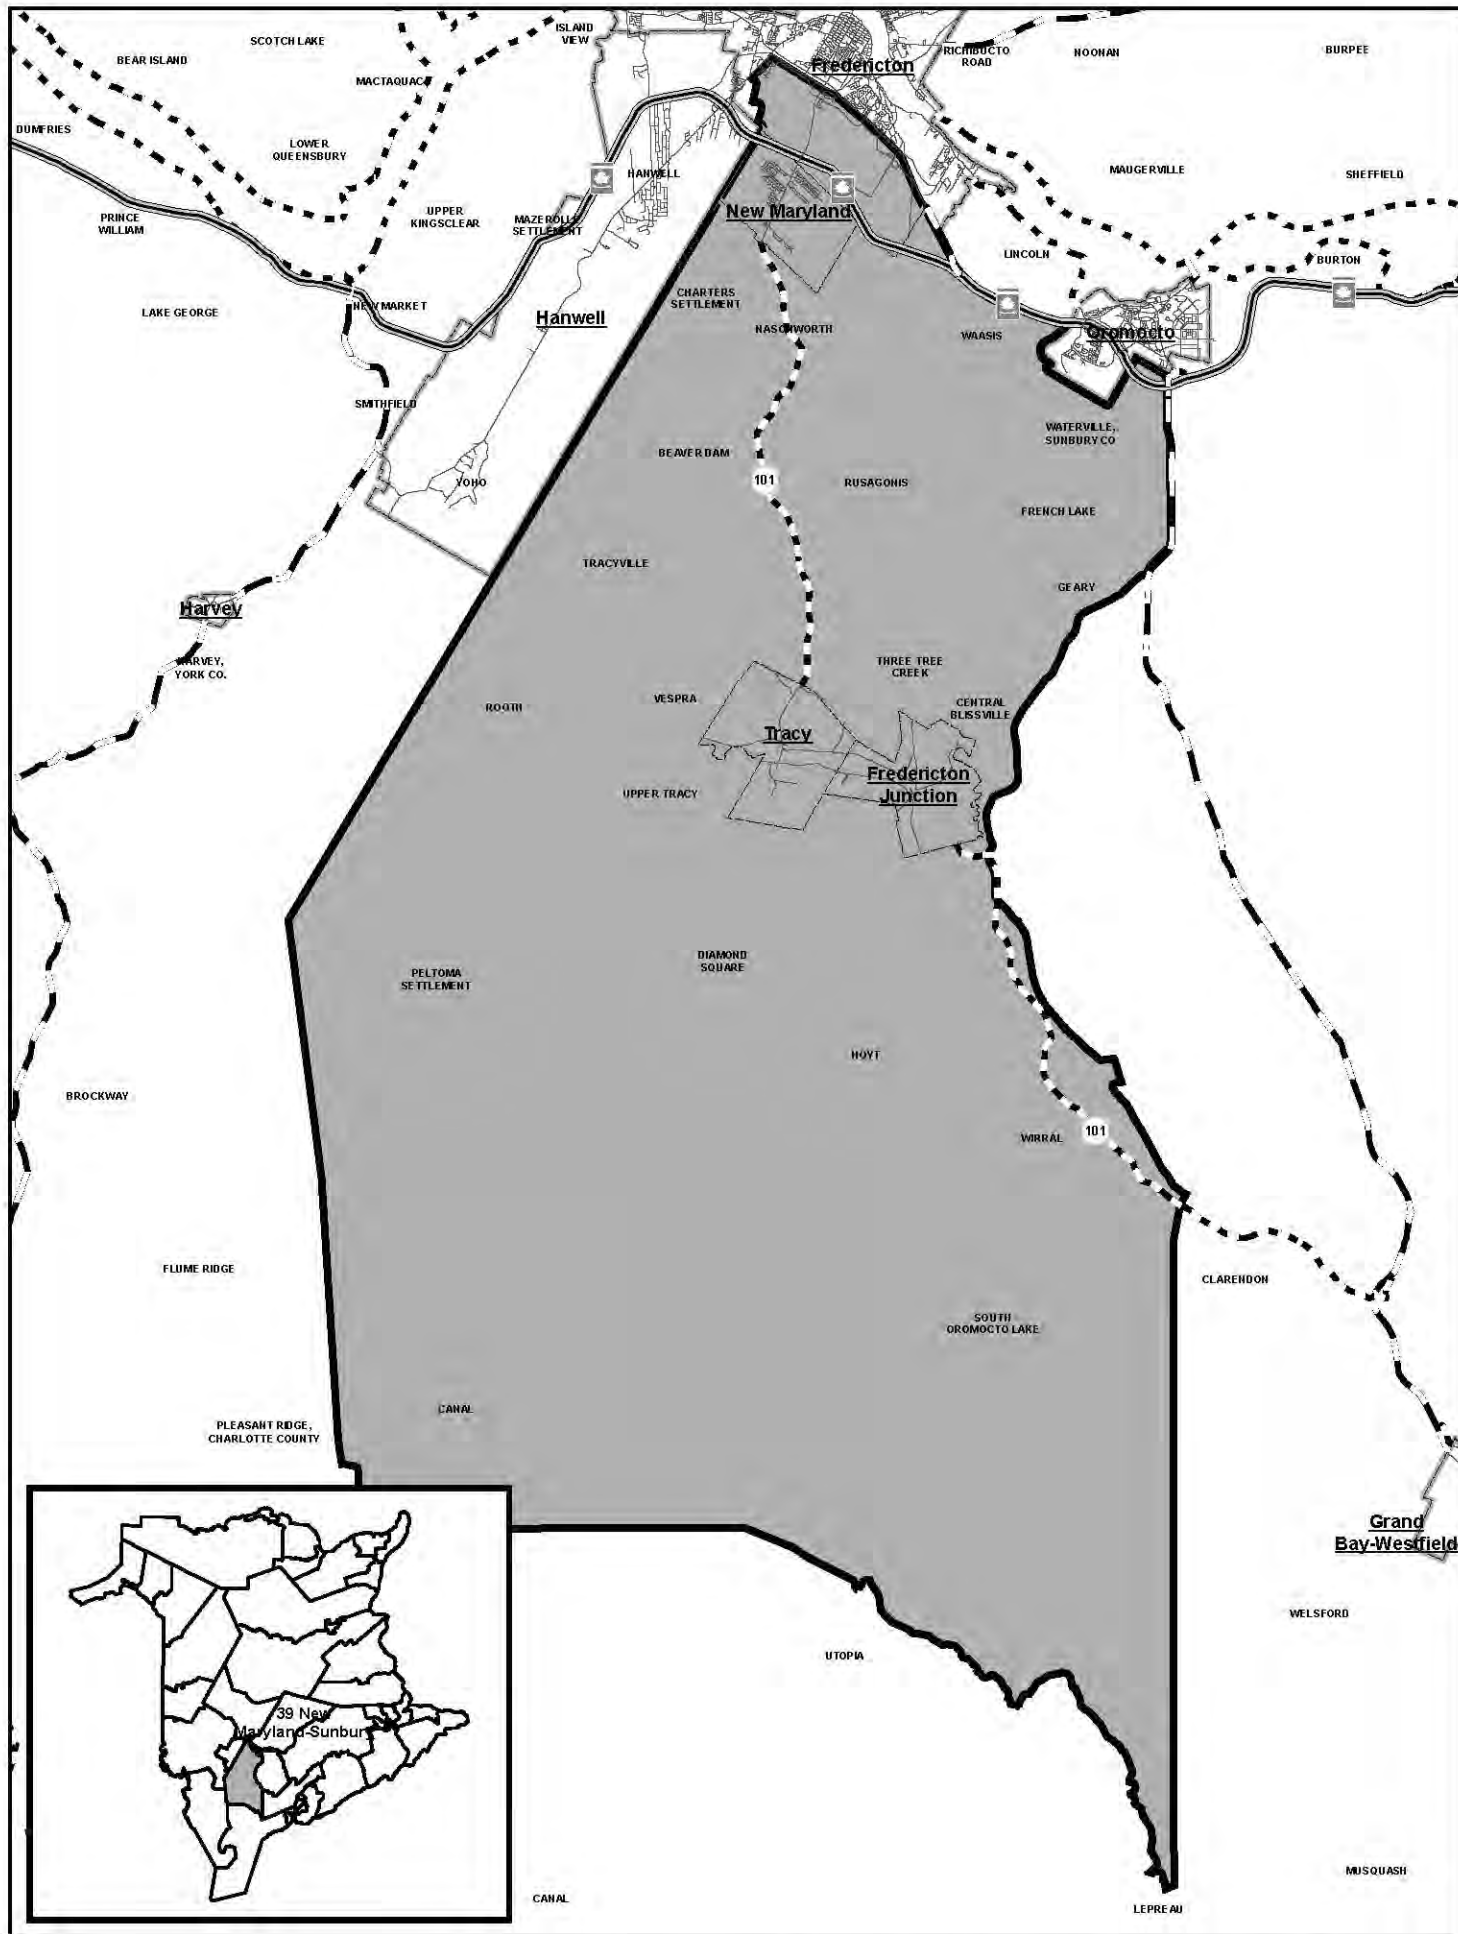 SCOTCH LAKE
ISLAND
VIEW
BEAR ISLAND
MACTAQUAC
Fredericton
RICHIBUCTO
ROAD
NOONAN
BURPEE
DUMFRIES
LOWER
QUEENSBURY
HANWELL
MAUGERVILLE
SHEFFIELD
PRINCE
WILLIAM
UPPER
KINGSCLEAR
MAZEROLLE
SETTLEMENT
New Maryland
LINCOLN
BURTON
LAKE GEORGE
NEWMARKET
Hanwell
CHARTERS
SETTLEMENT
NASONWORTH
WAASIS
Oromocto
SMITHFIELD
YOHO
BEAVER DAM
101
RUSAGONIS
WATERVILLE,
SUNBURY CO
FRENCH LAKE
TRACYVILLE
GEARY
Harvey
HARVEY,
YORK CO.
THREE TREE
CREEK
ROOTH
VESPRA
CENTRAL
BLISSVILLE
Tracy
Fredericton
Junction
UPPER TRACY
PELTOMA
SETTLEMENT
DIAMOND
SQUARE
HOYT
BROCKWAY
WIRRAL
101
FLUME RIDGE
CLARENDON
SOUTH
OROMOCTO LAKE
CANAL
PLEASANT RIDGE,
CHARLOTTE COUNTY
Grand
Bay-Westfield
WELSFORD
UTOPIA
39 New
Maryland-Sunbury
CANAL
MUSQUASH
LEPREAU